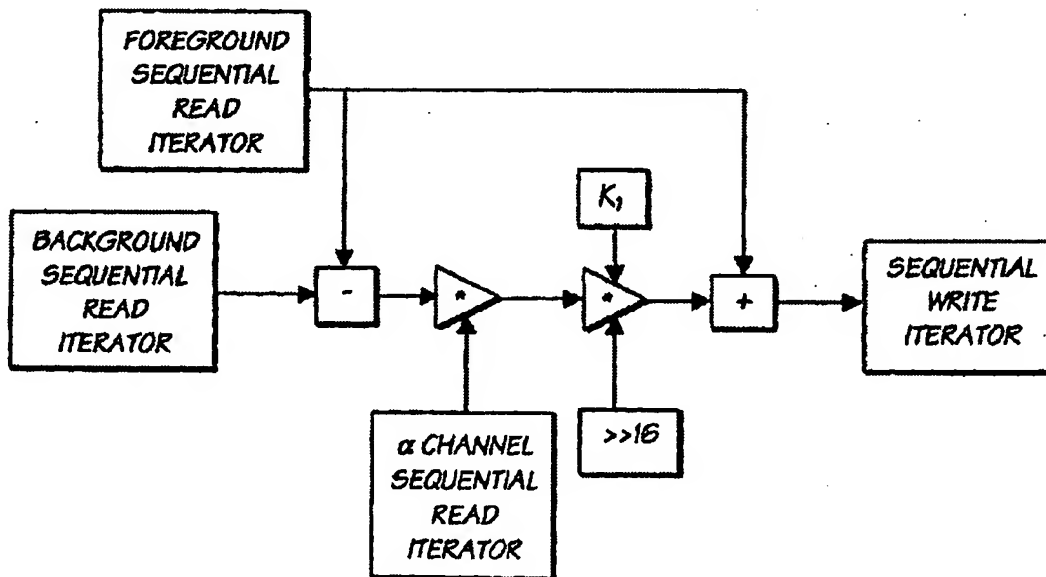 FOREGROUND
SEQUENTIAL
READ
ITERATOR
K₁
BACKGROUND
SEQUENTIAL
READ
ITERATOR
-
*
*
+
SEQUENTIAL
WRITE
ITERATOR
α CHANNEL
SEQUENTIAL
READ
ITERATOR
>>16